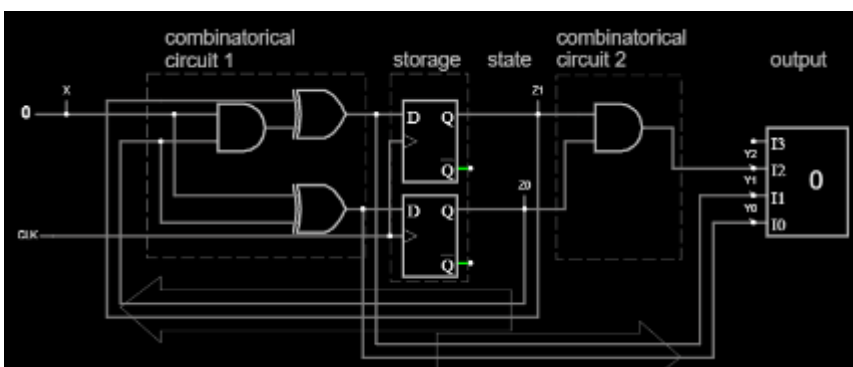 combinatorical
circuit 1
storage
state
combinatorical
circuit 2
output
X
Z1
0
D Q
Q
Y2
I3
I2
Y1
I1
Y0
I0
0
Z0
D Q
Q
CLK